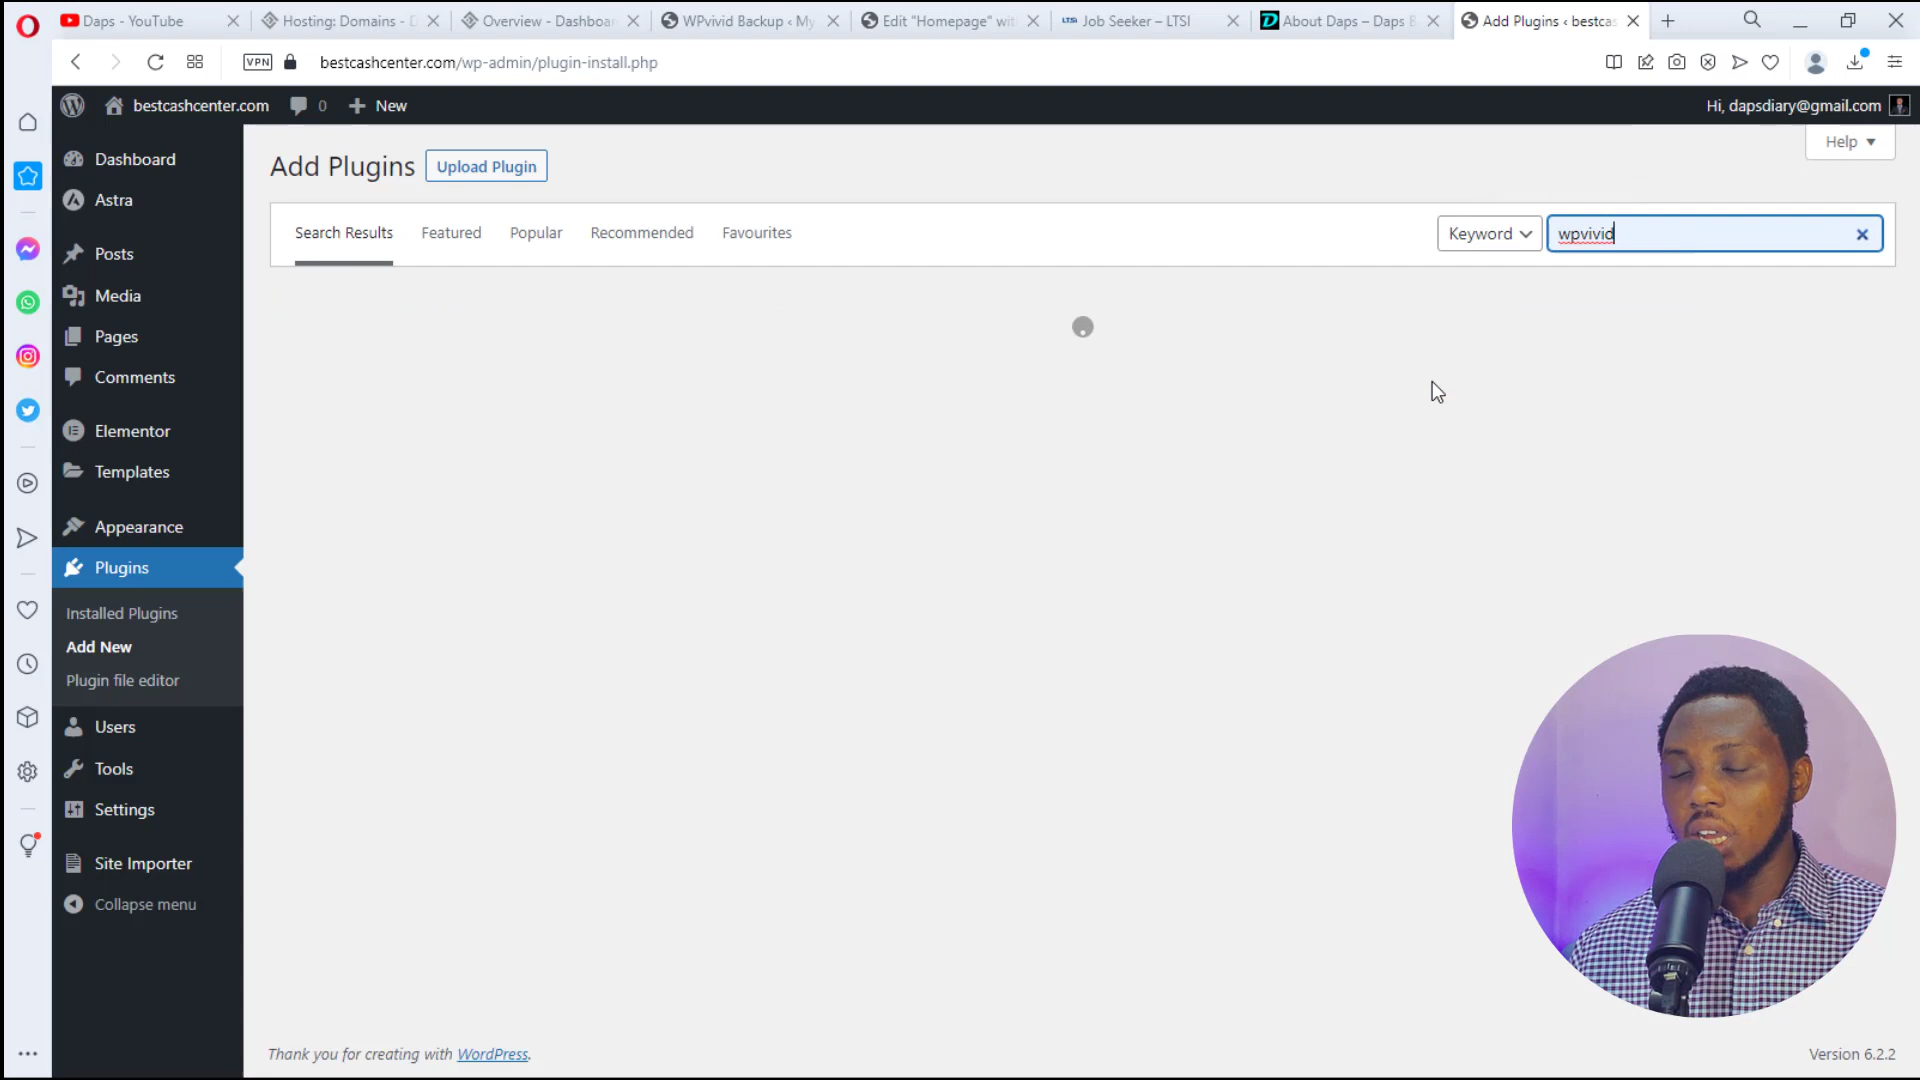 Daps - YouTube
Hosting: Domains - D
Overview - Dashboar
WPvivid Backup ‹ My
Edit "Homepage" with
LTSI Job Seeker – LTSI
About Daps – Daps B
Add Plugins ‹ bestcas
VPN
bestcashcenter.com/wp-admin/plugin-install.php
bestcashcenter.com
0
New
Hi, dapsdiary@gmail.com
Help
Dashboard
Astra
Posts
Media
Pages
Comments
Elementor
Templates
Appearance
Plugins
Installed Plugins
Add New
Plugin file editor
Users
Tools
Settings
Site Importer
Collapse menu
Add Plugins
Upload Plugin
Search Results
Featured
Popular
Recommended
Favourites
Keyword
wpvivid
Thank you for creating with WordPress.
Version 6.2.2